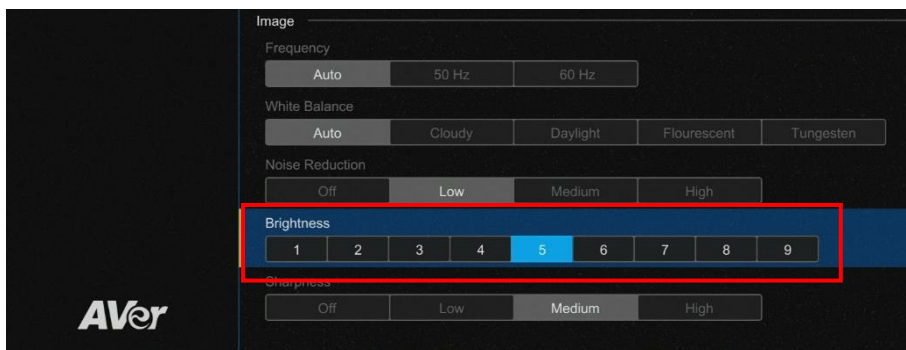 Image
Frequency
Auto 50 Hz 60 Hz
White Balance
Auto Cloudy Daylight Flourescent Tungesten
Noise Reduction
Off Low Medium High
Brightness
1 2 3 4 5 6 7 8 9
Sharpness
Off Low Medium High
AVer